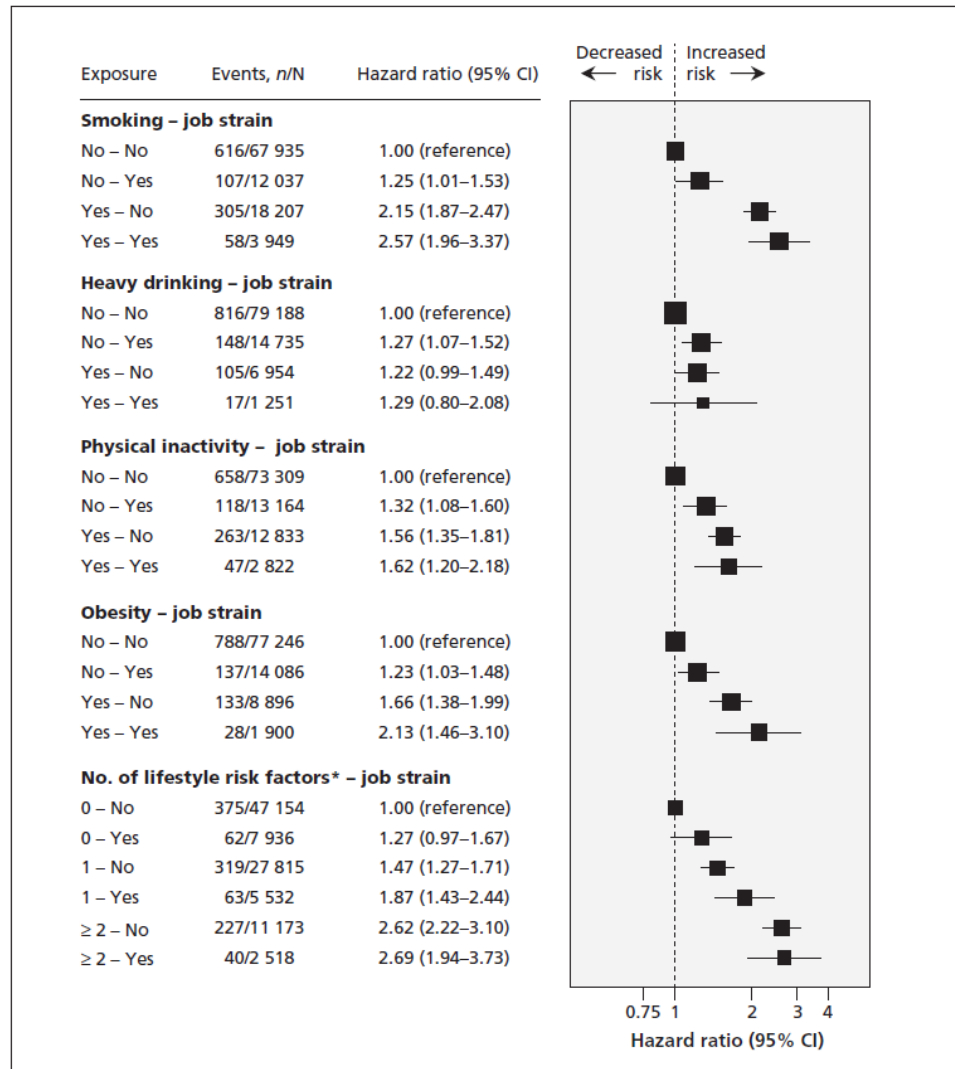 Exposure Events, n/N Hazard ratio (95% CI)
Decreased risk Increased risk
Smoking – job strain
No – No 616/67 935 1.00 (reference)
No – Yes 107/12 037 1.25 (1.01–1.53)
Yes – No 305/18 207 2.15 (1.87–2.47)
Yes – Yes 58/3 949 2.57 (1.96–3.37)
Heavy drinking – job strain
No – No 816/79 188 1.00 (reference)
No – Yes 148/14 735 1.27 (1.07–1.52)
Yes – No 105/6 954 1.22 (0.99–1.49)
Yes – Yes 17/1 251 1.29 (0.80–2.08)
Physical inactivity – job strain
No – No 658/73 309 1.00 (reference)
No – Yes 118/13 164 1.32 (1.08–1.60)
Yes – No 263/12 833 1.56 (1.35–1.81)
Yes – Yes 47/2 822 1.62 (1.20–2.18)
Obesity – job strain
No – No 788/77 246 1.00 (reference)
No – Yes 137/14 086 1.23 (1.03–1.48)
Yes – No 133/8 896 1.66 (1.38–1.99)
Yes – Yes 28/1 900 2.13 (1.46–3.10)
No. of lifestyle risk factors* – job strain
0 – No 375/47 154 1.00 (reference)
0 – Yes 62/7 936 1.27 (0.97–1.67)
1 – No 319/27 815 1.47 (1.27–1.71)
1 – Yes 63/5 532 1.87 (1.43–2.44)
≥ 2 – No 227/11 173 2.62 (2.22–3.10)
≥ 2 – Yes 40/2 518 2.69 (1.94–3.73)
0.75 1 2 3 4
Hazard ratio (95% CI)